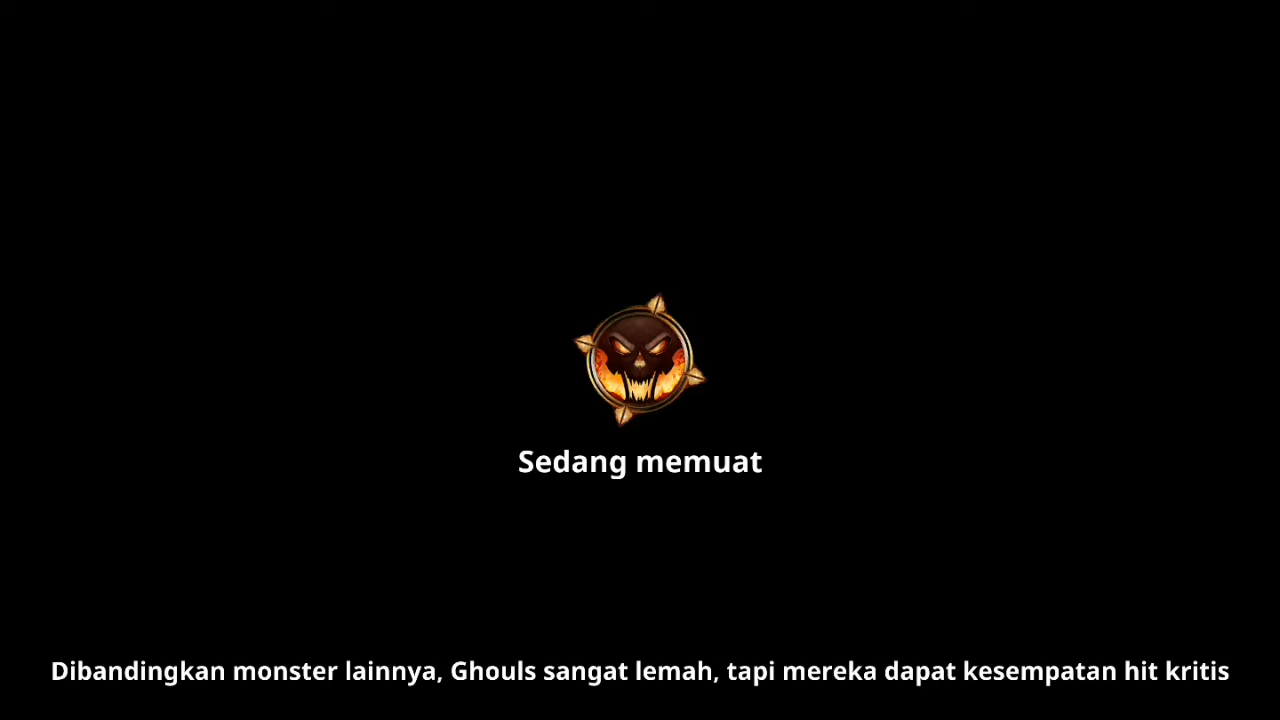 Sedang memuat
Dibandingkan monster lainnya, Ghouls sangat lemah, tapi mereka dapat kesempatan hit kritis